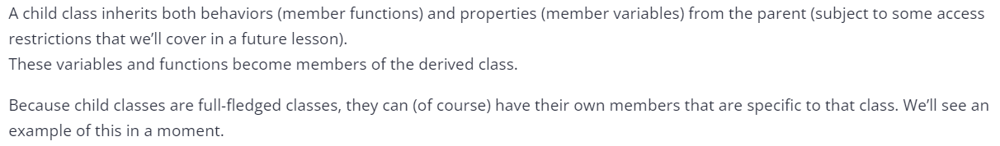 A child class inherits both behaviors (member functions) and properties (member variables) from the parent (subject to some access
restrictions that we’ll cover in a future lesson).
These variables and functions become members of the derived class.
Because child classes are full-fledged classes, they can (of course) have their own members that are specific to that class. We’ll see an
example of this in a moment.